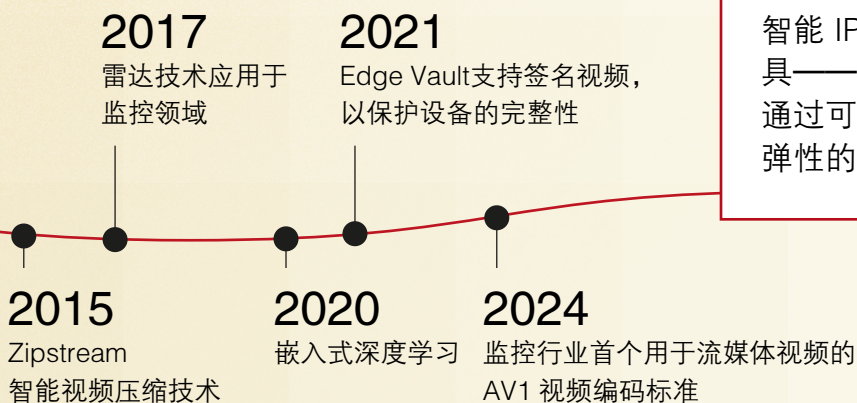 2017
雷达技术应用于
监控领域
2021
Edge Vault支持签名视频，
以保护设备的完整性
智能 IP
具——
通过可
弹性的
2015
Zipstream
智能视频压缩技术
2020
嵌入式深度学习
2024
监控行业首个用于流媒体视频的
AV1 视频编码标准